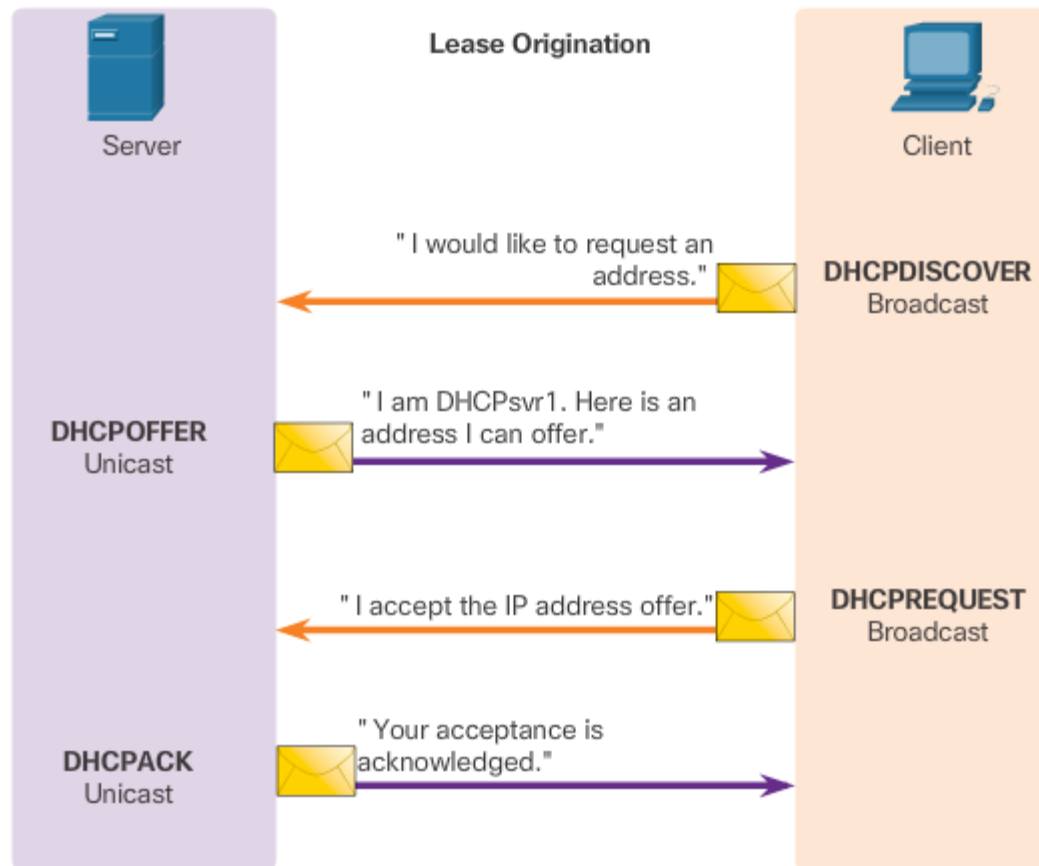 Lease Origination
Server
Client
" I would like to request an
address."
DHCPDISCOVER
Broadcast
" I am DHCPsvr1. Here is an
address I can offer."
DHCPOFFER
Unicast
" I accept the IP address offer."
DHCPREQUEST
Broadcast
" Your acceptance is
acknowledged."
DHCPACK
Unicast